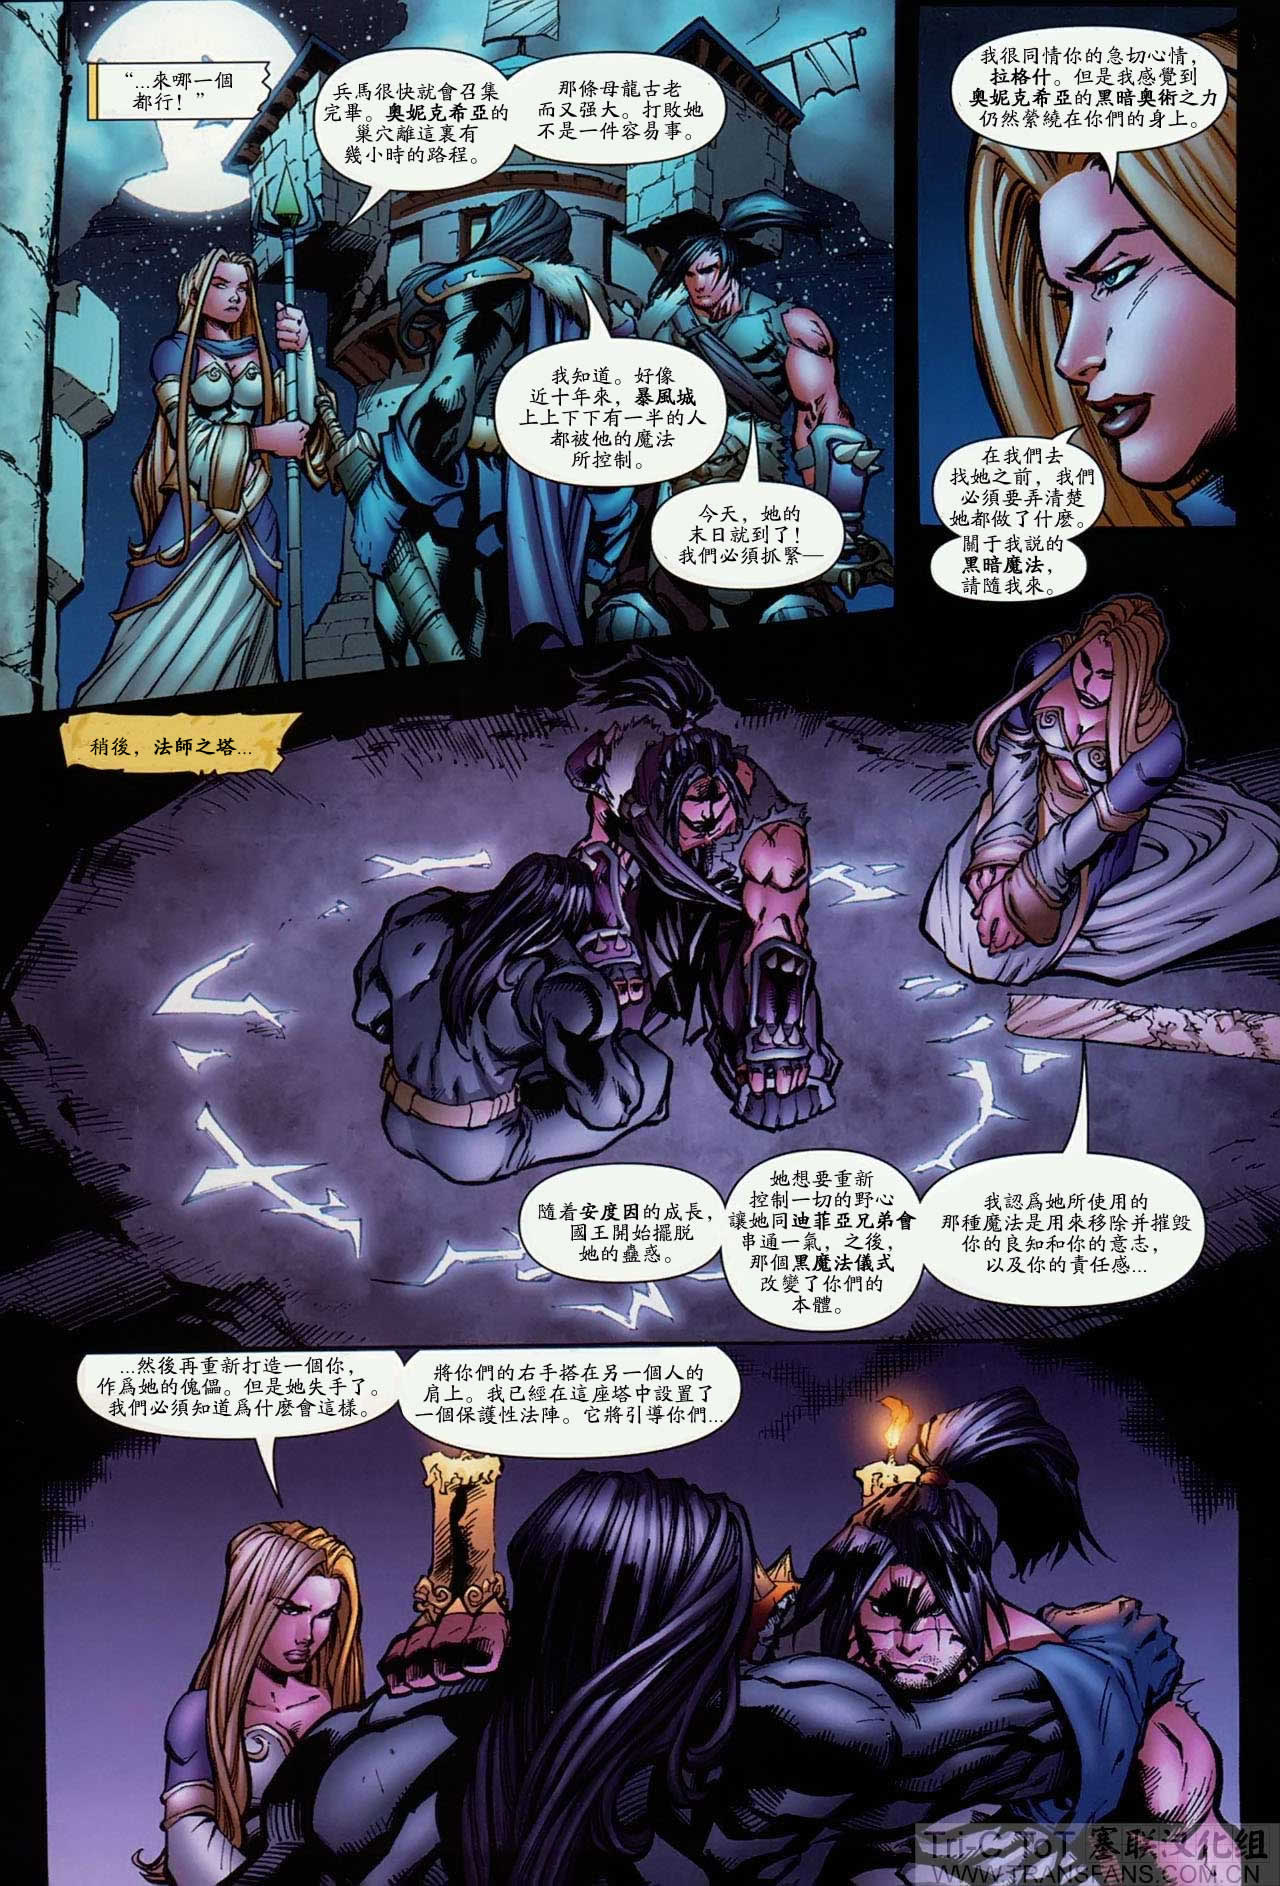 “…來哪一個
都行！”
兵馬很快就會召集
完畢。奧妮克希亞的
巢穴離這裏有
幾小時的路程。
那條母龍古老
而又强大。打敗她
不是一件容易事。
我知道。好像
近十年來，暴風城
上上下下有一半的人
都被他的魔法
所控制。
今天，她的
末日就到了！
我們必須抓緊—
我很同情你的急切心情，
拉格什。但是我感覺到
奧妮克希亞的黑暗奧術之力
仍然縈繞在你們的身上。
在我們去
找她之前，我們
必須要弄清楚
她都做了什麽。
關于我説的
黑暗魔法，
請隨我來。
稍後，法師之塔…
隨着安度因的成長，
國王開始擺脱
她的蠱惑。
她想要重新
控制一切的野心
讓她同迪菲亞兄弟會
串通一氣，之後，
那個黑魔法儀式
改變了你們的
本體。
我認爲她所使用的
那種魔法是用來移除并摧毁
你的良知和你的意志，
以及你的責任感…
…然後再重新打造一個你，
作爲她的傀儡。但是她失手了。
我們必須知道爲什麽會這樣。
將你們的右手搭在另一個人的
肩上。我已經在這座塔中設置了
一個保護性法陣。它將引導你們…
Tri-C ToT 塞联汉化组
WWW.TRANSFANS.COM.CN